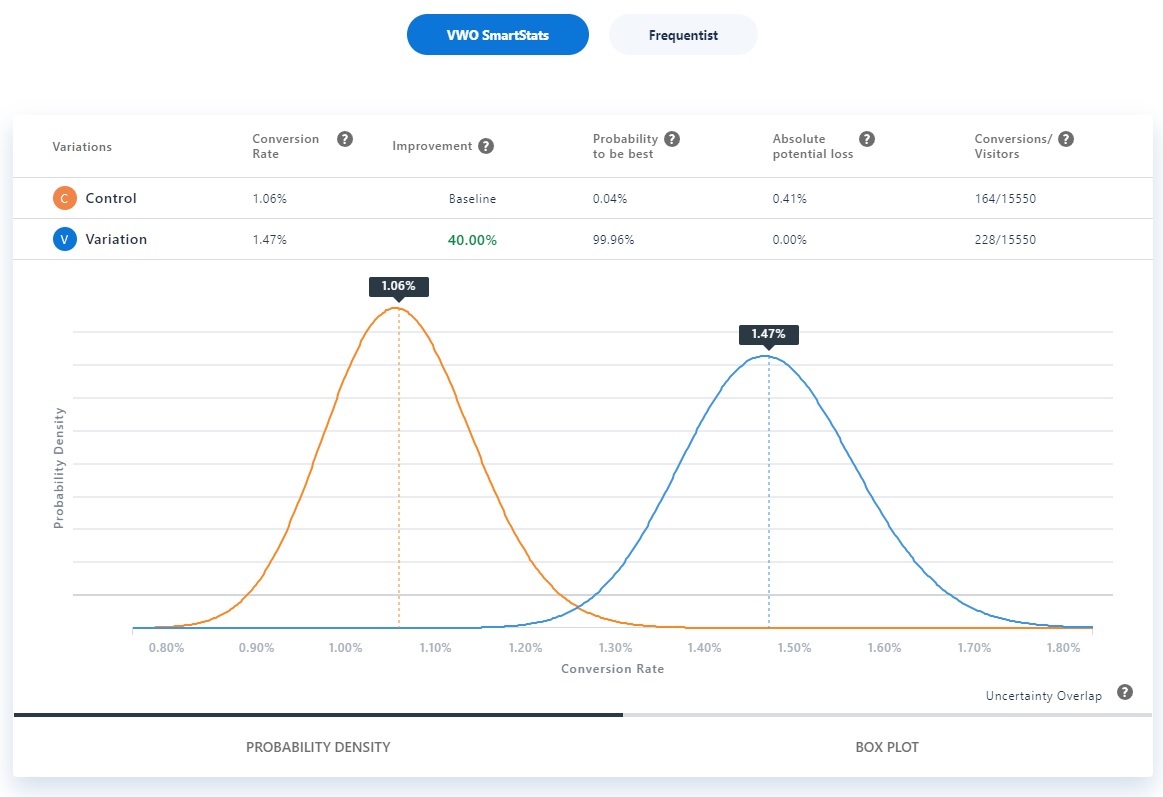 VWO SmartStats Frequentist
Variations Conversion Rate ? Improvement ? Probability to be best ? Absolute potential loss ? Conversions/ Visitors ?
C Control 1.06% Baseline 0.04% 0.41% 164/15550
V Variation 1.47% 40.00% 99.96% 0.00% 228/15550
1.06%
1.47%
Probability Density
0.80% 0.90% 1.00% 1.10% 1.20% 1.30% 1.40% 1.50% 1.60% 1.70% 1.80%
Conversion Rate
Uncertainty Overlap ?
PROBABILITY DENSITY BOX PLOT